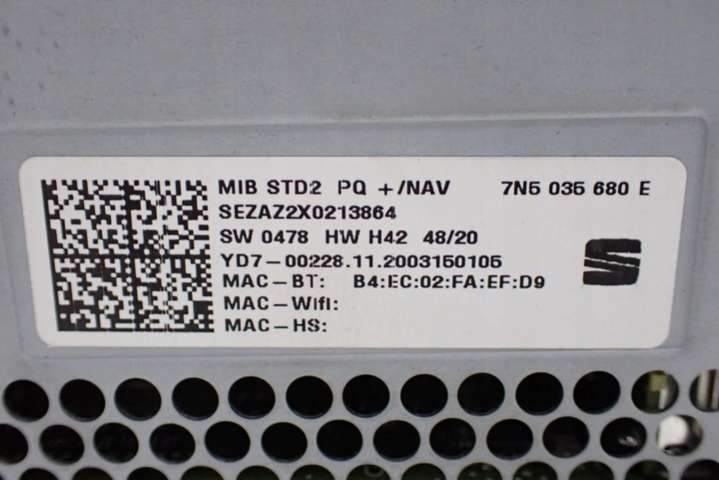 MIB STD2 PQ +/NAV 7N5 035 680 E
SEZAZ2X0213864
SW 0478 HW H42 48/20
YD7-00228.11.2003150105
MAC-BT: B4:EC:02:FA:EF:D9
MAC-Wifi:
MAC-HS: